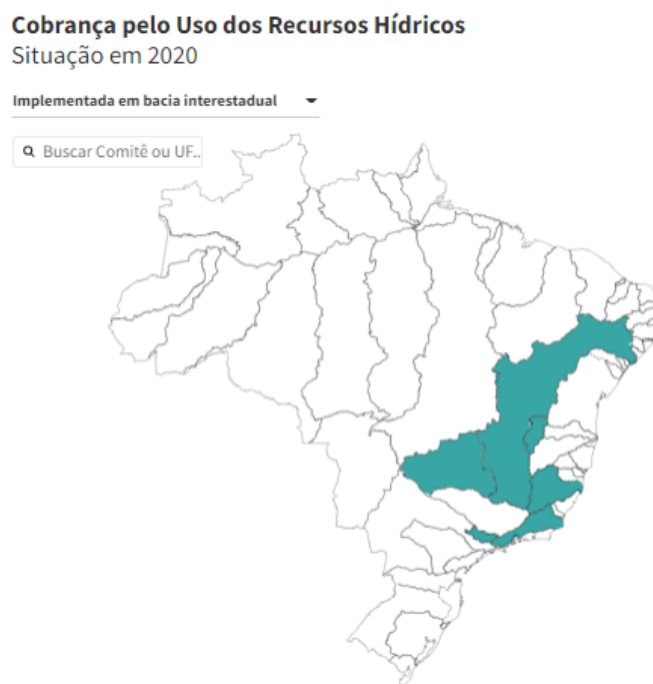 Cobrança pelo Uso dos Recursos Hídricos
Situação em 2020
Implementada em bacia interestadual
Buscar Comitê ou UF..